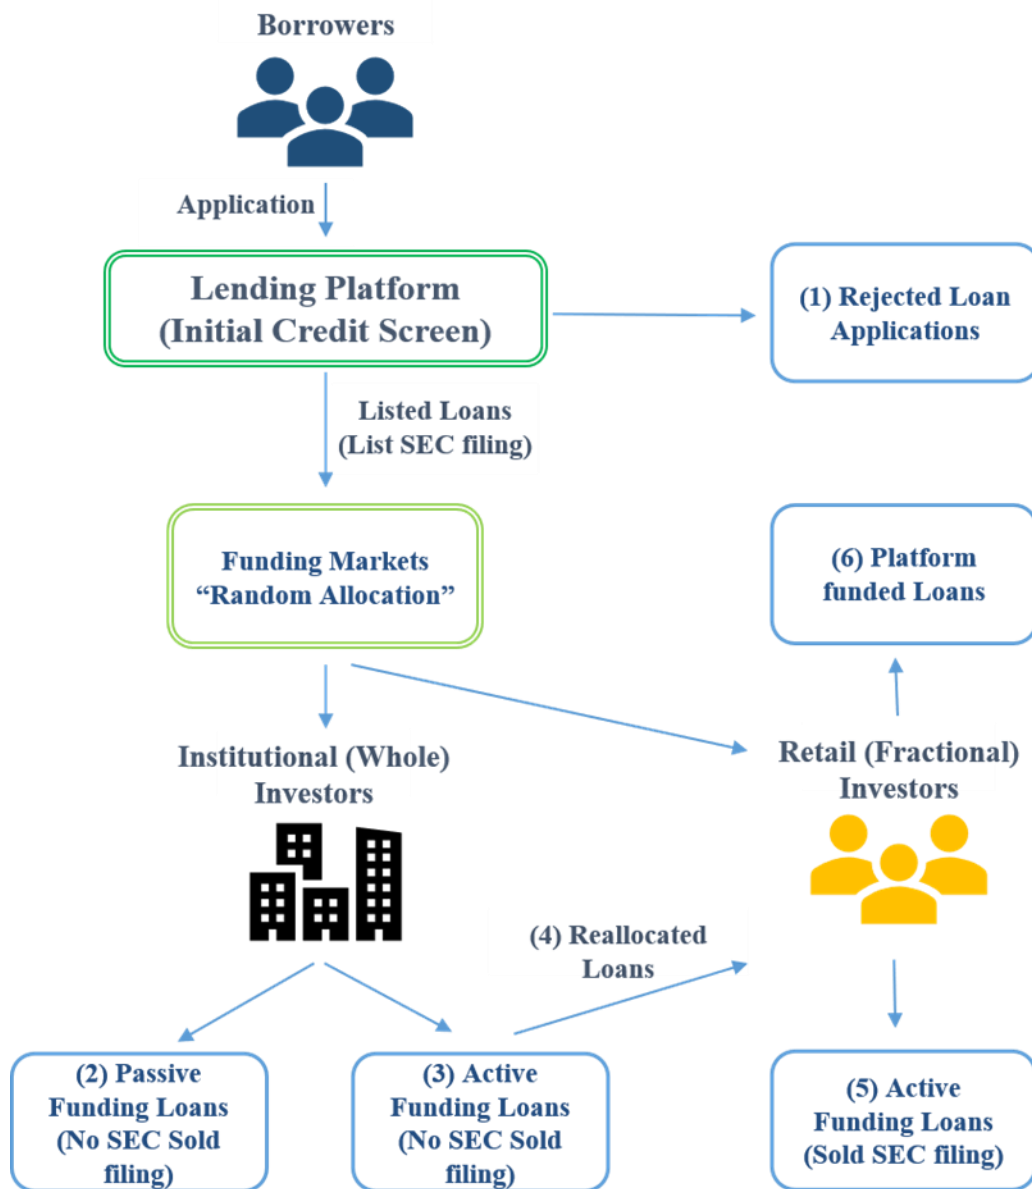 Borrowers
Application
Lending Platform
(Initial Credit Screen)
(1) Rejected Loan
Applications
Listed Loans
(List SEC filing)
Funding Markets
“Random Allocation”
(6) Platform
funded Loans
Institutional (Whole)
Investors
Retail (Fractional)
Investors
(4) Reallocated
Loans
(2) Passive
Funding Loans
(No SEC Sold
filing)
(3) Active
Funding Loans
(No SEC Sold
filing)
(5) Active
Funding Loans
(Sold SEC filing)